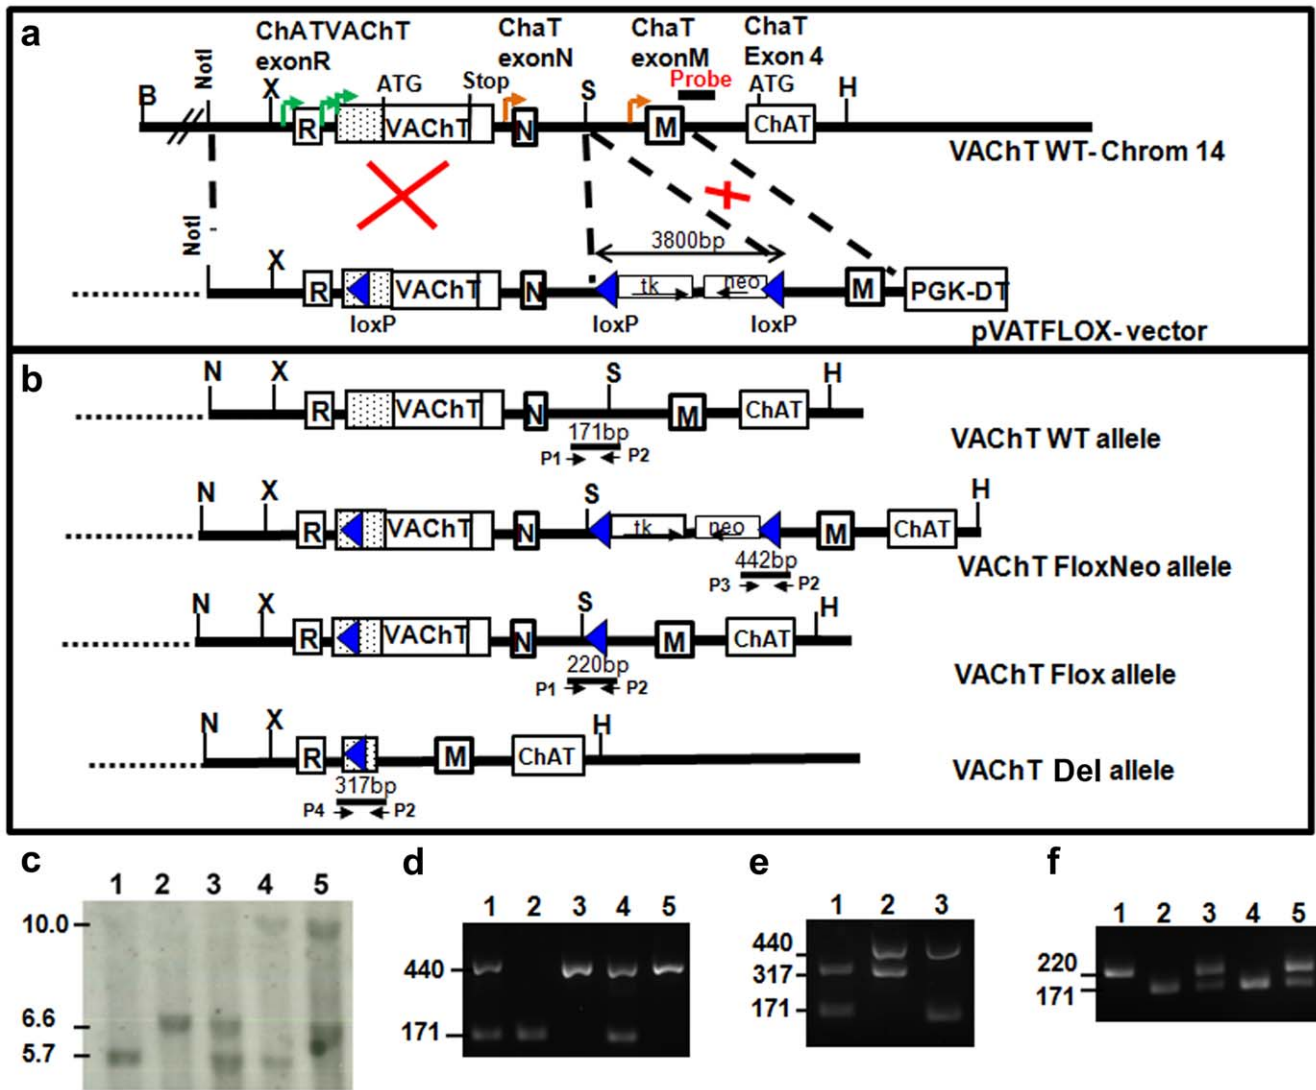 a
ChATVAChT exonR
ChaT exonN
ChaT exonM
ChaT Exon 4
Probe
B NotI X ATG Stop S ATG H
R VAChT N M ChAT
VAChT WT- Chrom 14
3800bp
NotI X
R VAChT N tk neo M PGK-DT
loxP loxP loxP
pVATFLOX- vector
b
N X S H
R VAChT N M ChAT
171bp
P1 P2
VAChT WT allele
N X S H
R VAChT N tk neo M ChAT
442bp
P3 P2
VAChT FloxNeo allele
N X S H
R VAChT N M ChAT
220bp
P1 P2
VAChT Flox allele
N X H
R M ChAT
317bp
P4 P2
VAChT Del allele
c
1 2 3 4 5
10.0
6.6
5.7
d
1 2 3 4 5
440
171
e
1 2 3
440
317
171
f
1 2 3 4 5
220
171